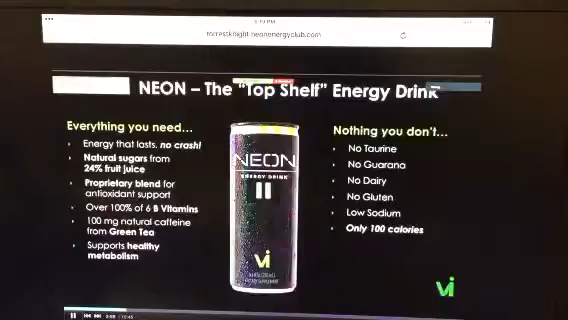 torrestknight.neonenergyclub.com
NEON – The "Top Shelf" Energy Drink
Everything you need...
Energy that lasts, no crash!
Natural sugars from
24% fruit juice
Proprietary blend for
antioxidant support
Over 100% of 6 B Vitamins
100 mg natural caffeine
from Green Tea
Supports healthy
metabolism
NEON
ENERGY DRINK
Vi
Nothing you don't...
No Taurine
No Guarana
No Dairy
No Gluten
Low Sodium
Only 100 calories
Vi